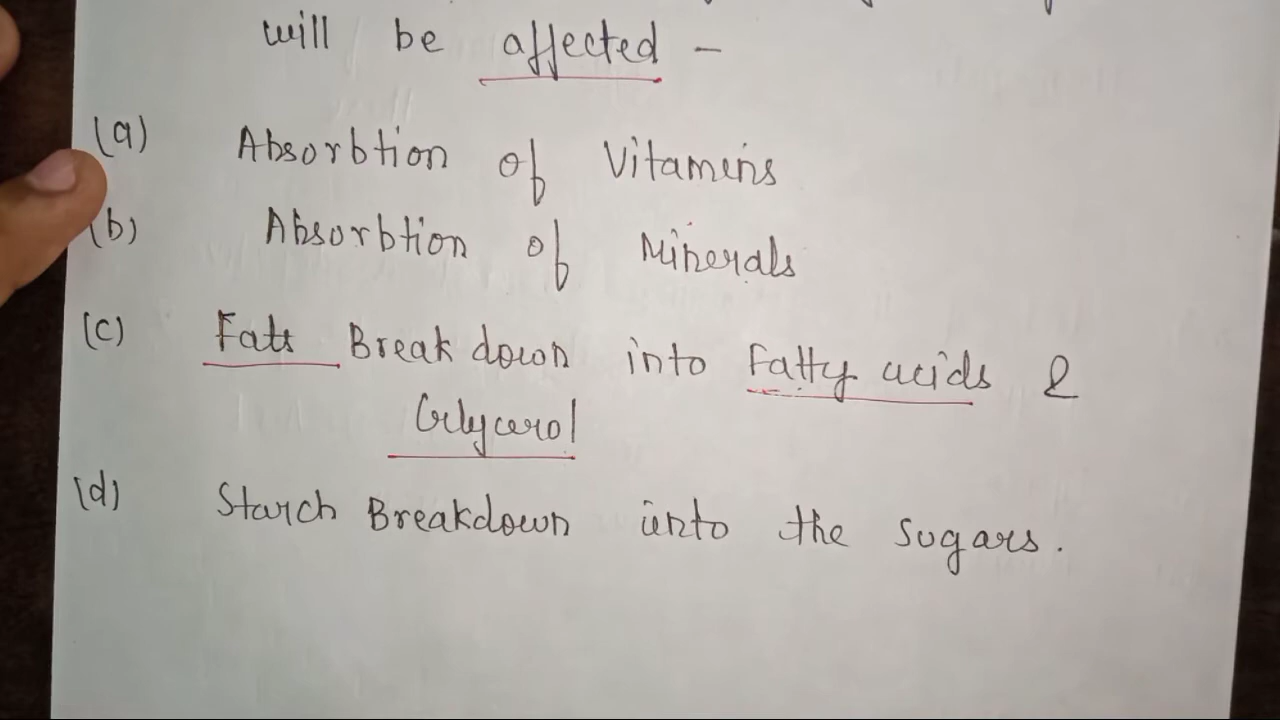 will be affected -
(a) Absorbtion of Vitamins
(b) Absorbtion of Minerals
(c) Fats Break down into Fatty acids &
Glycerol
(d) Starch Breakdown into the sugars.